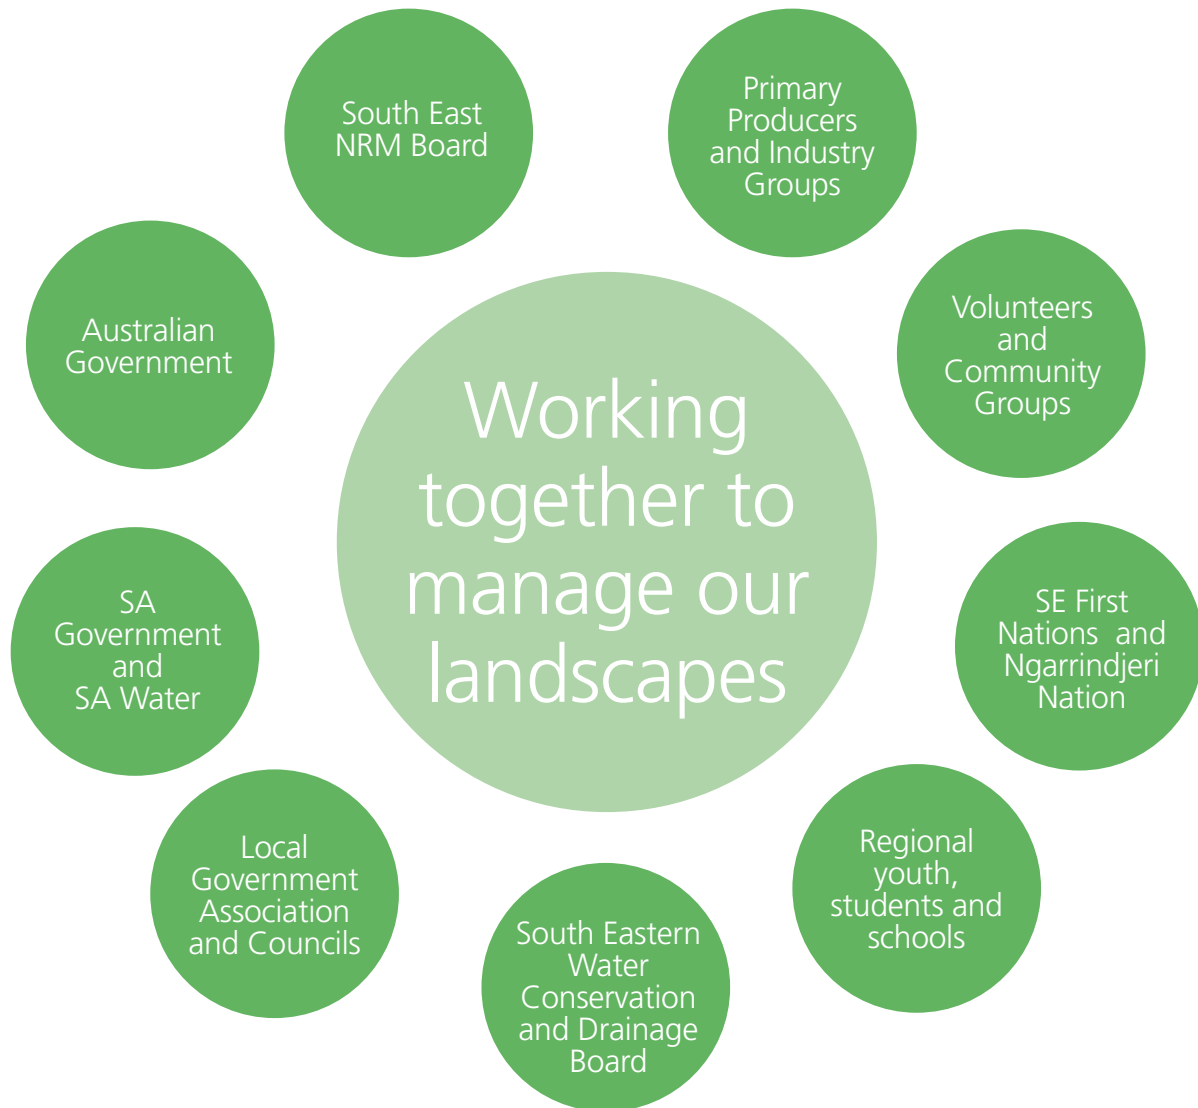 South East
NRM Board
Primary
Producers
and Industry
Groups
Volunteers
and
Community
Groups
SE First
Nations and
Ngarrindjeri
Nation
Regional
youth,
students and
schools
South Eastern
Water
Conservation
and Drainage
Board
Local
Government
Association
and Councils
SA
Government
and
SA Water
Australian
Government
Working
together to
manage our
landscapes